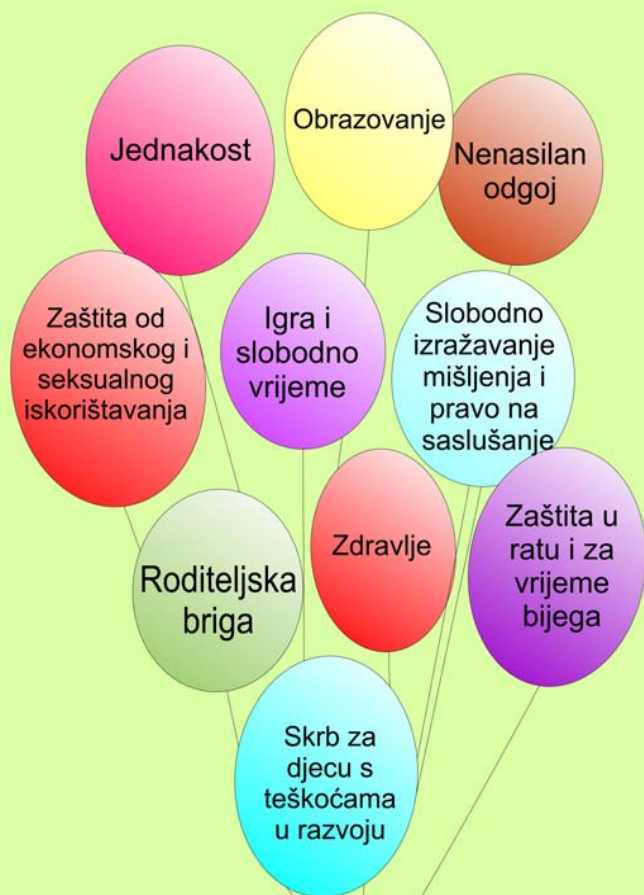 Jednakost
Obrazovanje
Nenasilan
odgoj
Zaštita od
ekonomskog i
seksualnog
iskorištavanja
Igra i
slobodno
vrijeme
Slobodno
izražavanje
mišljenja i
pravo na
saslušanje
Roditeljska
briga
Zdravlje
Zaštita u
ratu i za
vrijeme
bijega
Skrb za
djecu s
teškoćama
u razvoju